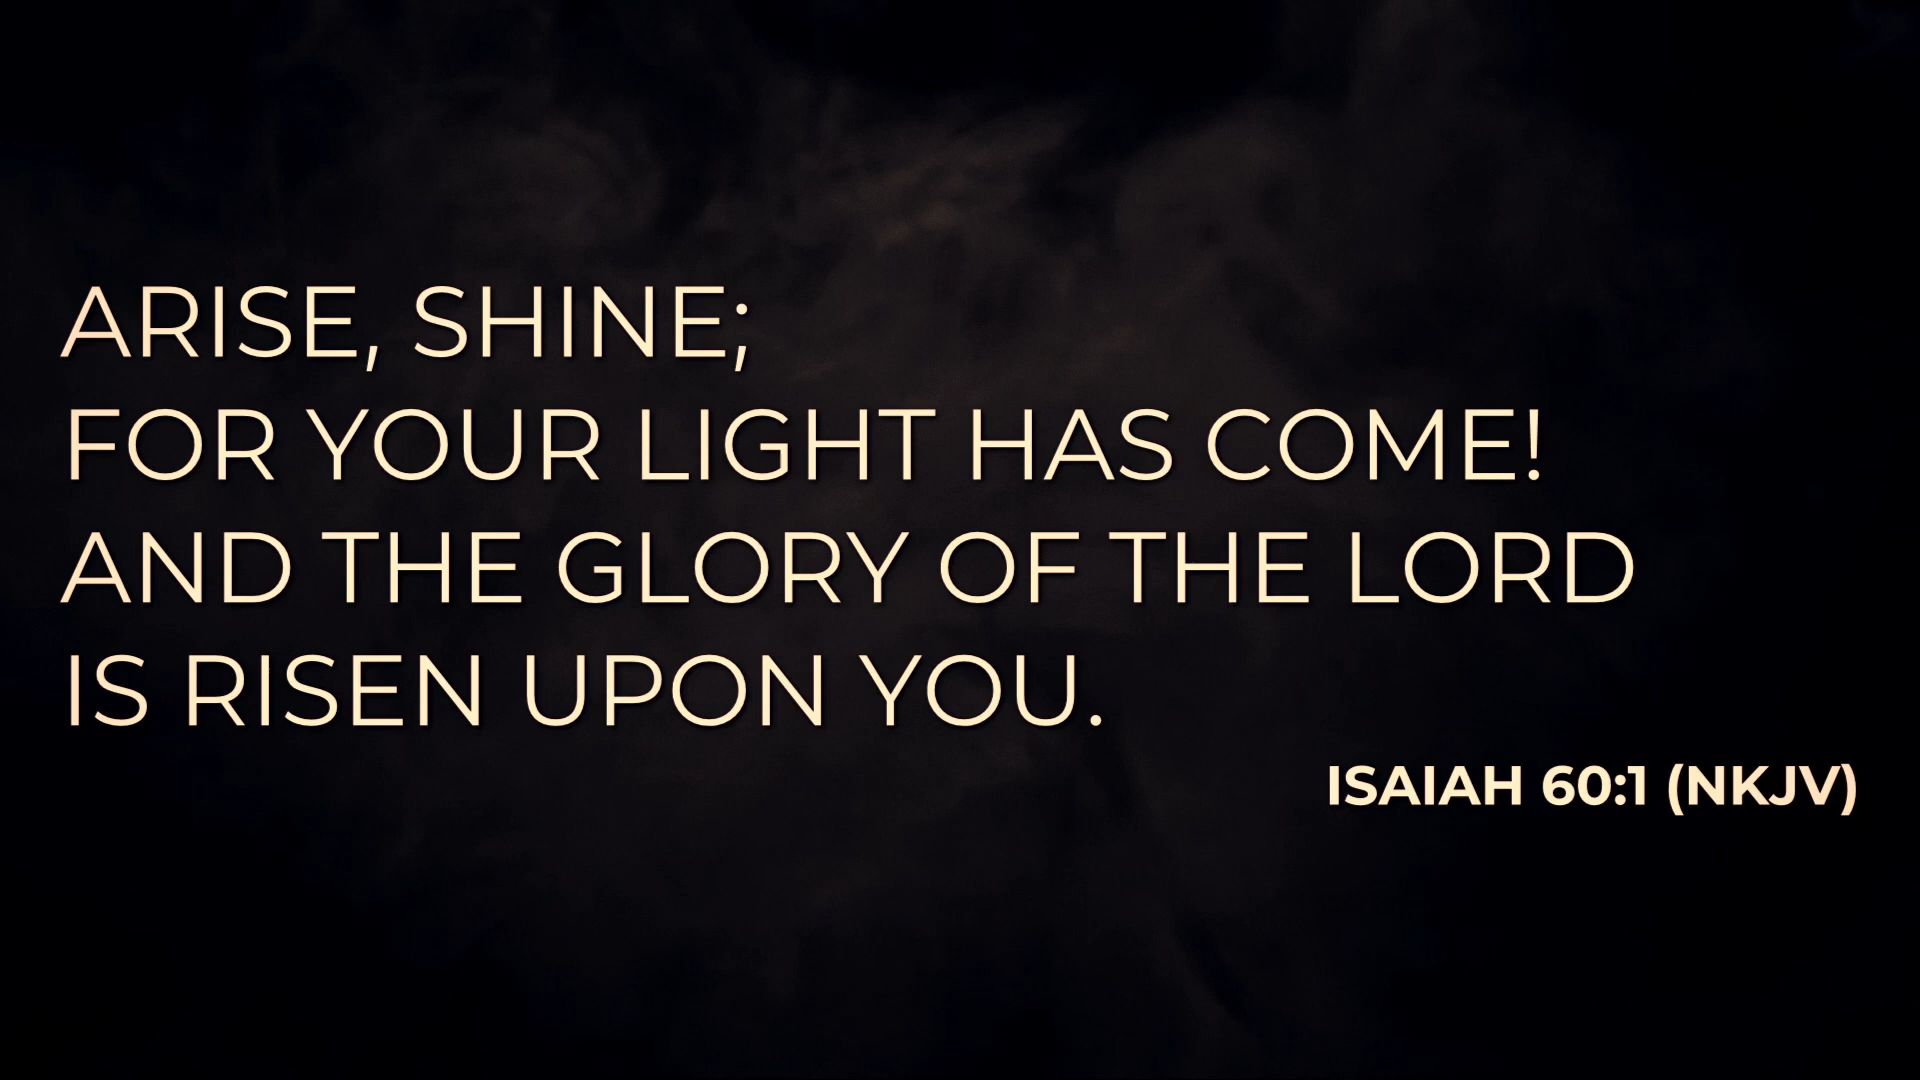 ARISE, SHINE;
FOR YOUR LIGHT HAS COME!
AND THE GLORY OF THE LORD
IS RISEN UPON YOU.
ISAIAH 60:1 (NKJV)